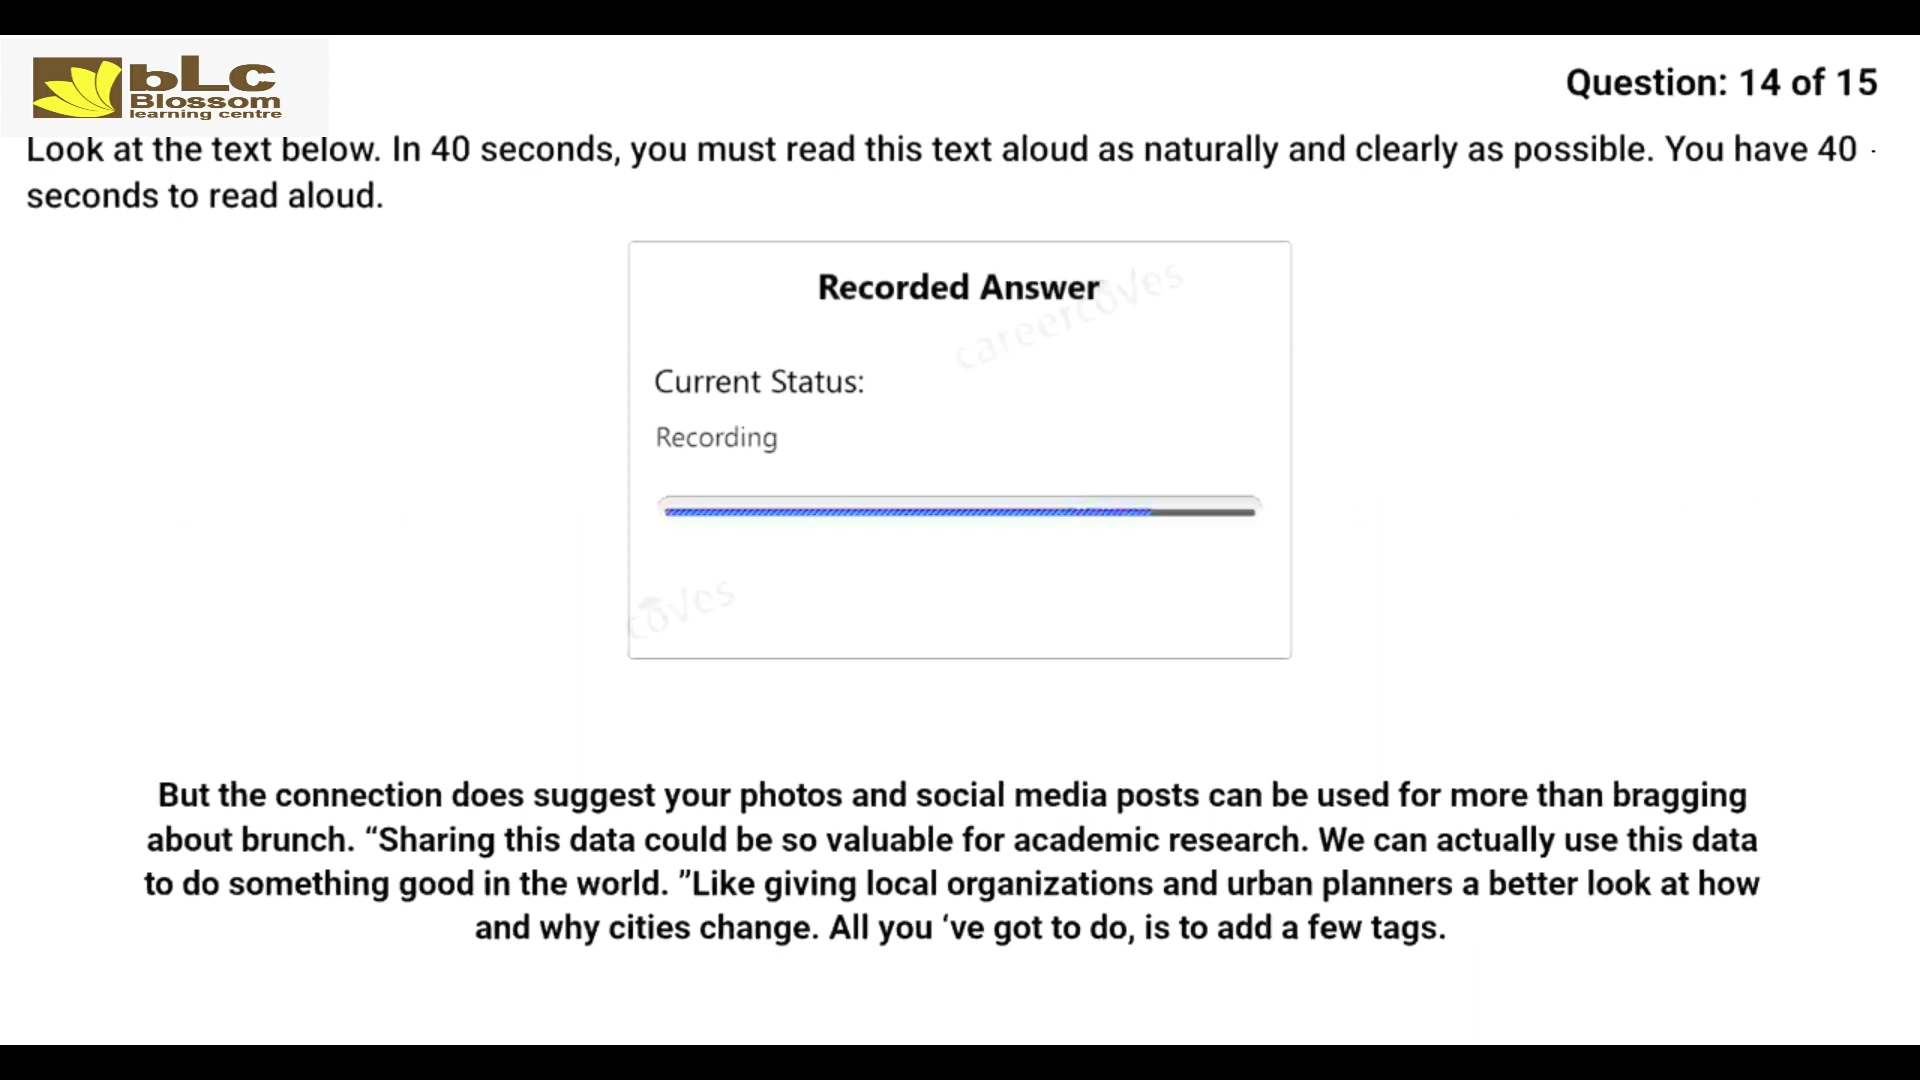 bLc
Blossom
learning centre
Question: 14 of 15
Look at the text below. In 40 seconds, you must read this text aloud as naturally and clearly as possible. You have 40
seconds to read aloud.
Recorded Answer
careercoves
Current Status:
Recording
coves
But the connection does suggest your photos and social media posts can be used for more than bragging
about brunch. “Sharing this data could be so valuable for academic research. We can actually use this data
to do something good in the world. ”Like giving local organizations and urban planners a better look at how
and why cities change. All you ‘ve got to do, is to add a few tags.